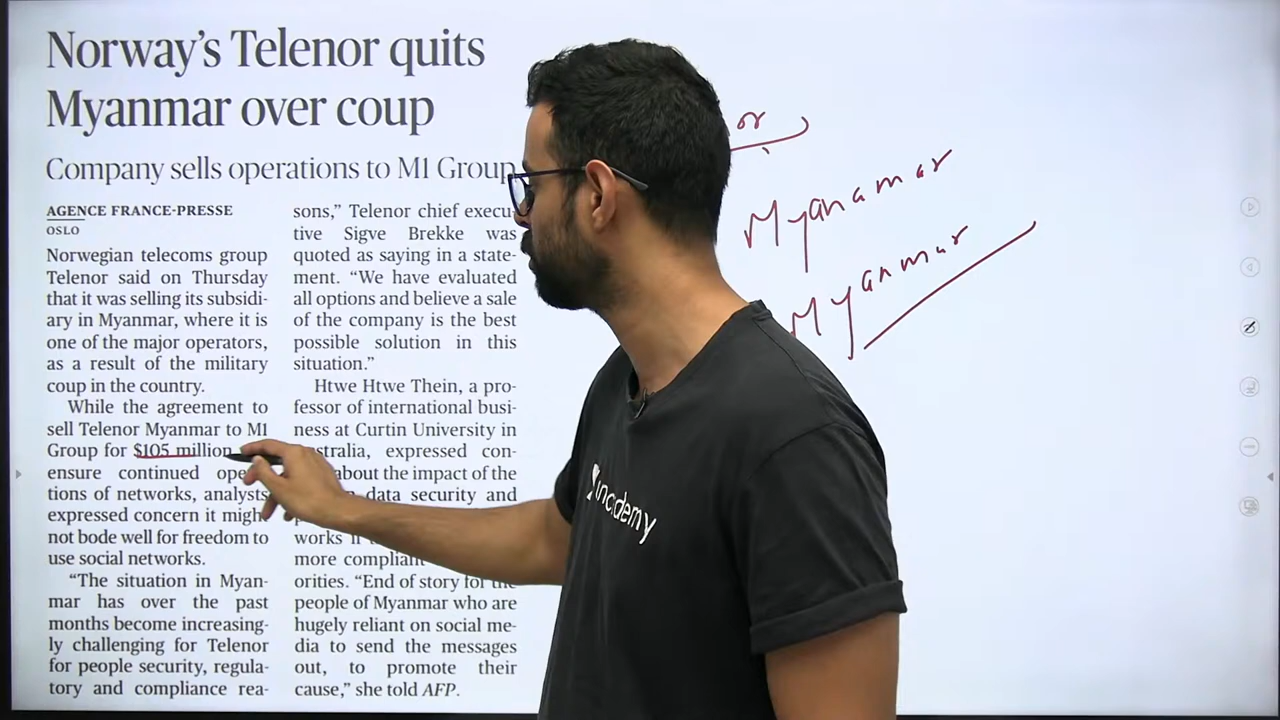 Norway's Telenor quits
Myanmar over coup
Company sells operations to M1 Group
AGENCE FRANCE-PRESSE
OSLO
Norwegian telecoms group
Telenor said on Thursday
that it was selling its subsidi-
ary in Myanmar, where it is
one of the major operators,
as a result of the military
coup in the country.
While the agreement to
sell Telenor Myanmar to M1
Group for $105 million
ensure continued
tions of networks, analysts
expressed concern it might
not bode well for freedom to
use social networks.
"The situation in Myan-
mar has over the past
months become increasing-
ly challenging for Telenor
for people security, regula-
tory and compliance rea-
sons," Telenor chief execu-
tive Sigve Brekke was
quoted as saying in a state-
ment. "We have evaluated
all options and believe a sale
of the company is the best
possible solution in this
situation."
Htwe Htwe Thein, a pro-
fessor of international busi-
ness at Curtin University in
expressed con-
about the impact of the
data security and
works
more
orities. "End of story for the
people of Myanmar who are
hugely reliant on social me-
dia to send the messages
out, to promote their
cause," she told AFP.
or
Myanamar
Myanmar
unacademy